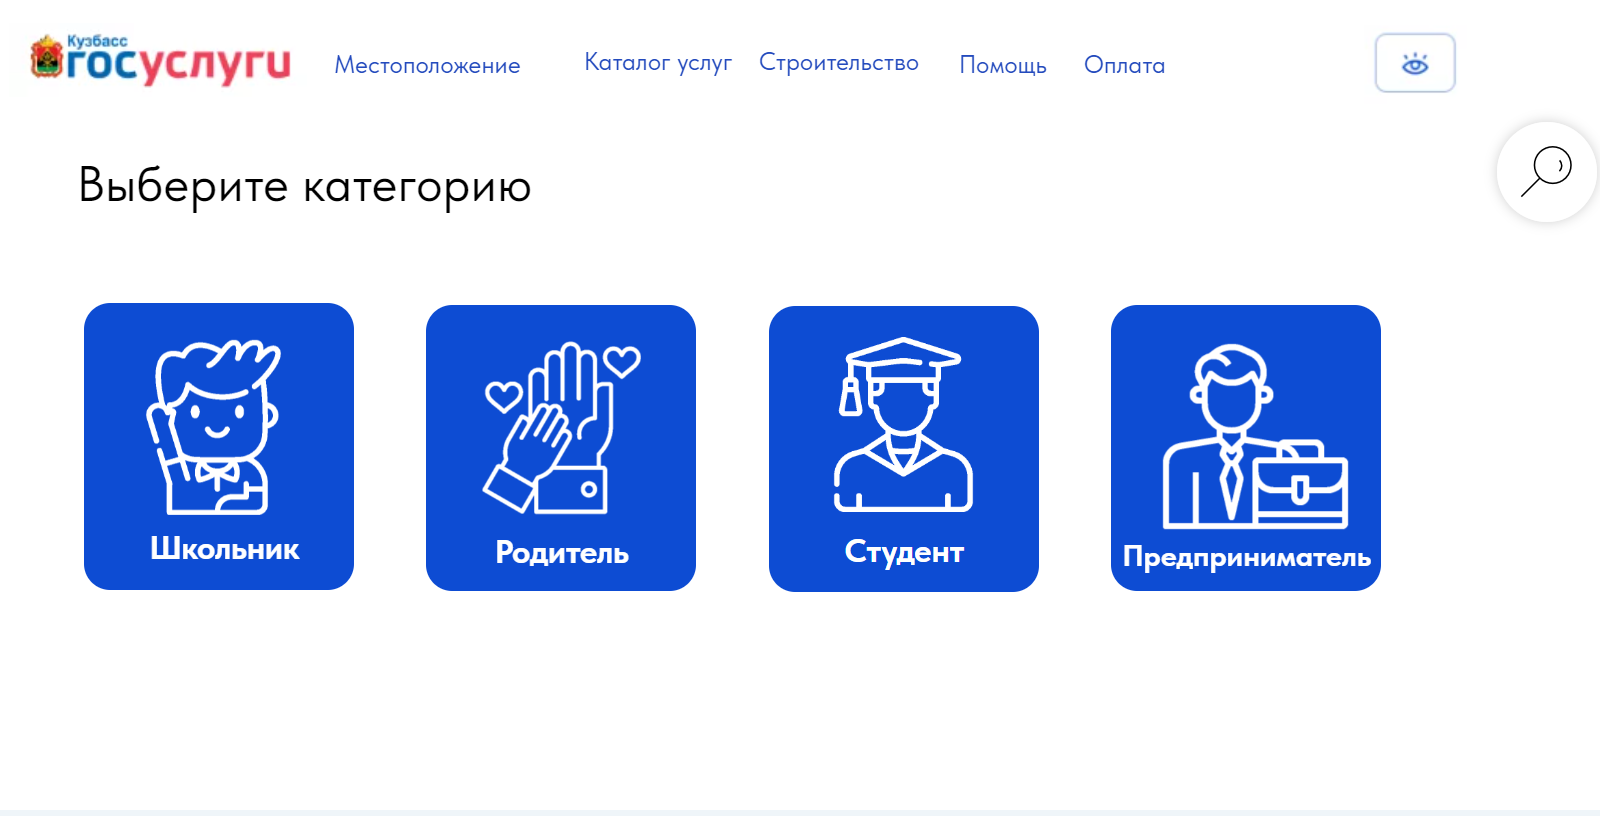 Кузбасс
госуслуги
Местоположение
Каталог услуг
Строительство
Помощь
Оплата
Выберите категорию
Школьник
Родитель
Студент
Предприниматель